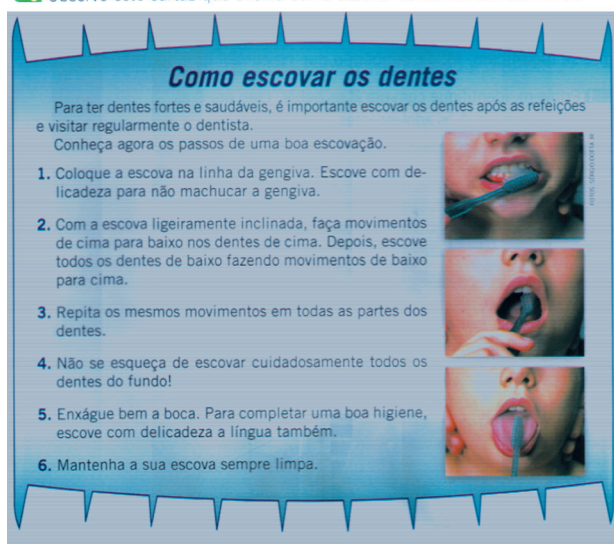 Como escovar os dentes
Para ter dentes fortes e saudáveis, é importante escovar os dentes após as refeições
e visitar regularmente o dentista.
Conheça agora os passos de uma boa escovação.
1. Coloque a escova na linha da gengiva. Escove com de-
licadeza para não machucar a gengiva.
2. Com a escova ligeiramente inclinada, faça movimentos
de cima para baixo nos dentes de cima. Depois, escove
todos os dentes de baixo fazendo movimentos de baixo
para cima.
3. Repita os mesmos movimentos em todas as partes dos
dentes.
4. Não se esqueça de escovar cuidadosamente todos os
dentes do fundo!
5. Enxágue bem a boca. Para completar uma boa higiene,
escove com delicadeza a língua também.
6. Mantenha a sua escova sempre limpa.